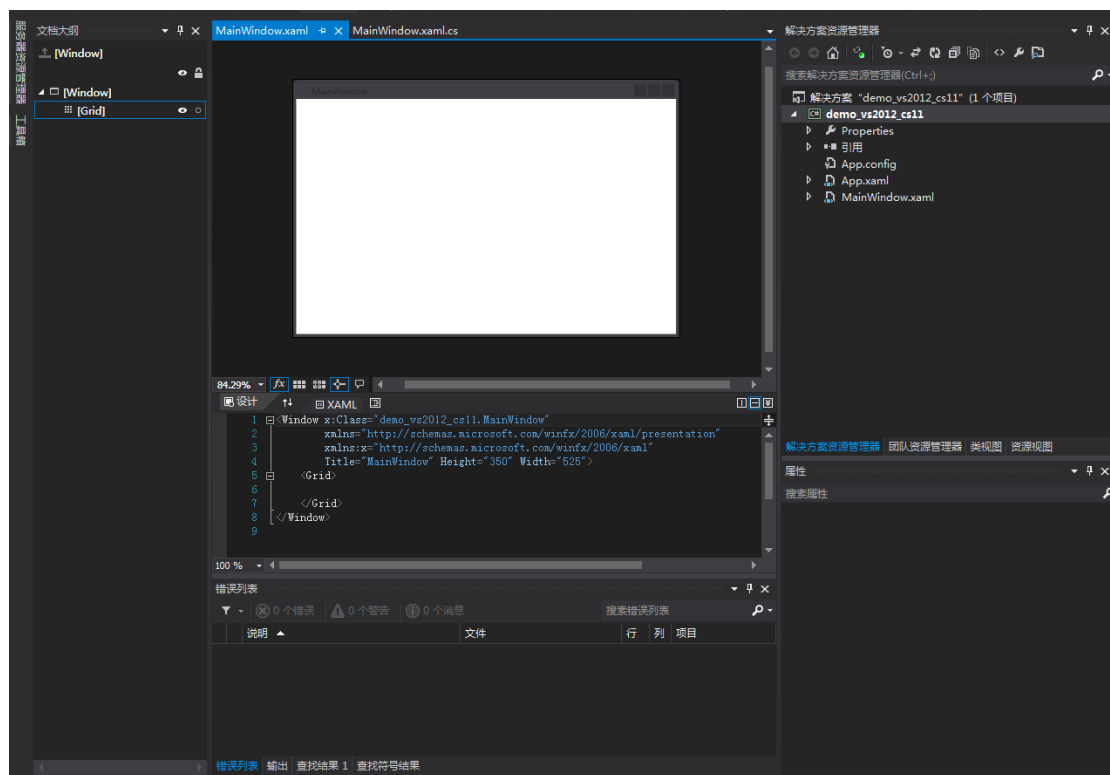 服务器资源管理器
工具箱
文档大纲
[Window]
[Window]
[Grid]
MainWindow.xaml
MainWindow.xaml.cs
MainWindow
84.29%
fx
设计
XAML
1 <Window x:Class="demo_vs2012_cs11.MainWindow"
2 xmlns="http://schemas.microsoft.com/winfx/2006/xaml/presentation"
3 xmlns:x="http://schemas.microsoft.com/winfx/2006/xaml"
4 Title="MainWindow" Height="350" Width="525">
5 <Grid>
6
7 </Grid>
8 </Window>
9
100 %
错误列表
0 个错误 0 个警告 0 个消息 搜索错误列表
说明 文件 行 列 项目
错误列表 输出 查找结果 1 查找符号结果
解决方案资源管理器
搜索解决方案资源管理器(Ctrl+;)
解决方案 "demo_vs2012_cs11" (1 个项目)
C# demo_vs2012_cs11
Properties
引用
App.config
App.xaml
MainWindow.xaml
解决方案资源管理器 团队资源管理器 类视图 资源视图
属性
搜索属性